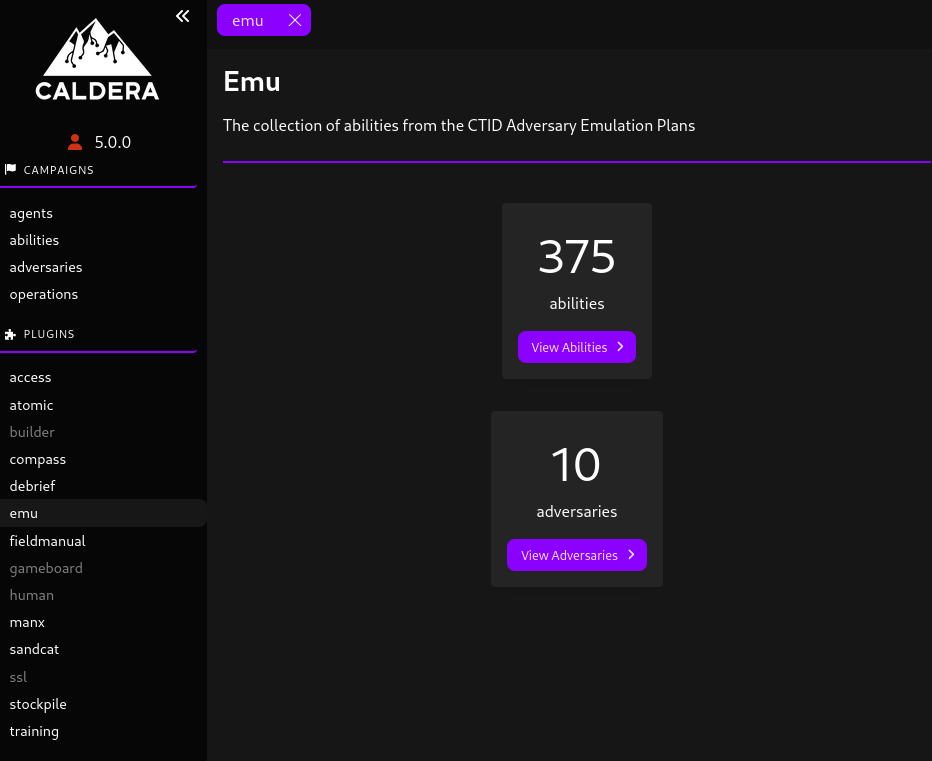 CALDERA
5.0.0
CAMPAIGNS
agents
abilities
adversaries
operations
PLUGINS
access
atomic
builder
compass
debrief
emu
fieldmanual
gameboard
human
manx
sandcat
ssl
stockpile
training
emu
Emu
The collection of abilities from the CTID Adversary Emulation Plans
375
abilities
View Abilities
10
adversaries
View Adversaries